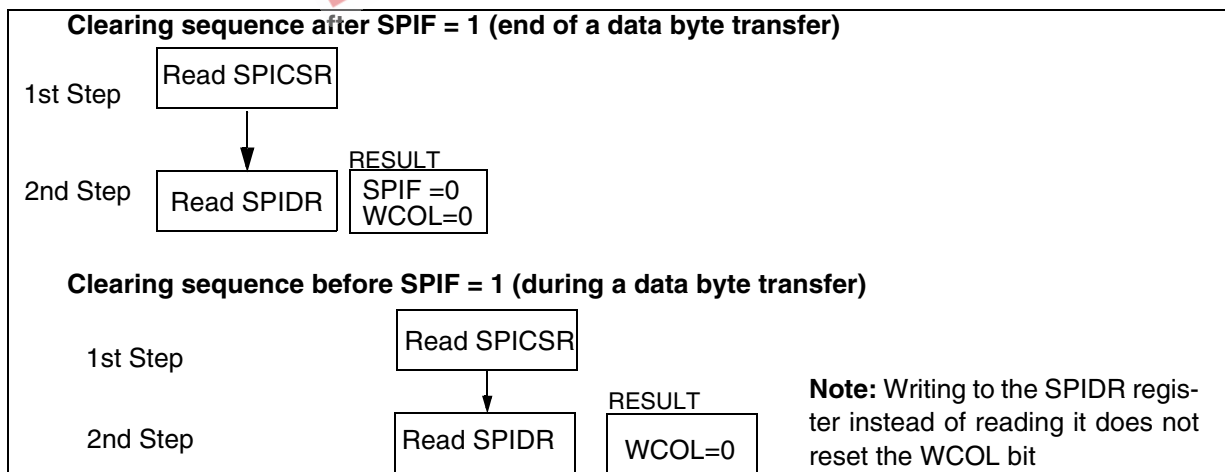 Clearing sequence after SPIF = 1 (end of a data byte transfer)
1st Step
Read SPICSR
2nd Step
Read SPIDR
RESULT
SPIF =0
WCOL=0
Clearing sequence before SPIF = 1 (during a data byte transfer)
1st Step
Read SPICSR
2nd Step
Read SPIDR
RESULT
WCOL=0
Note: Writing to the SPIDR regis-
ter instead of reading it does not
reset the WCOL bit